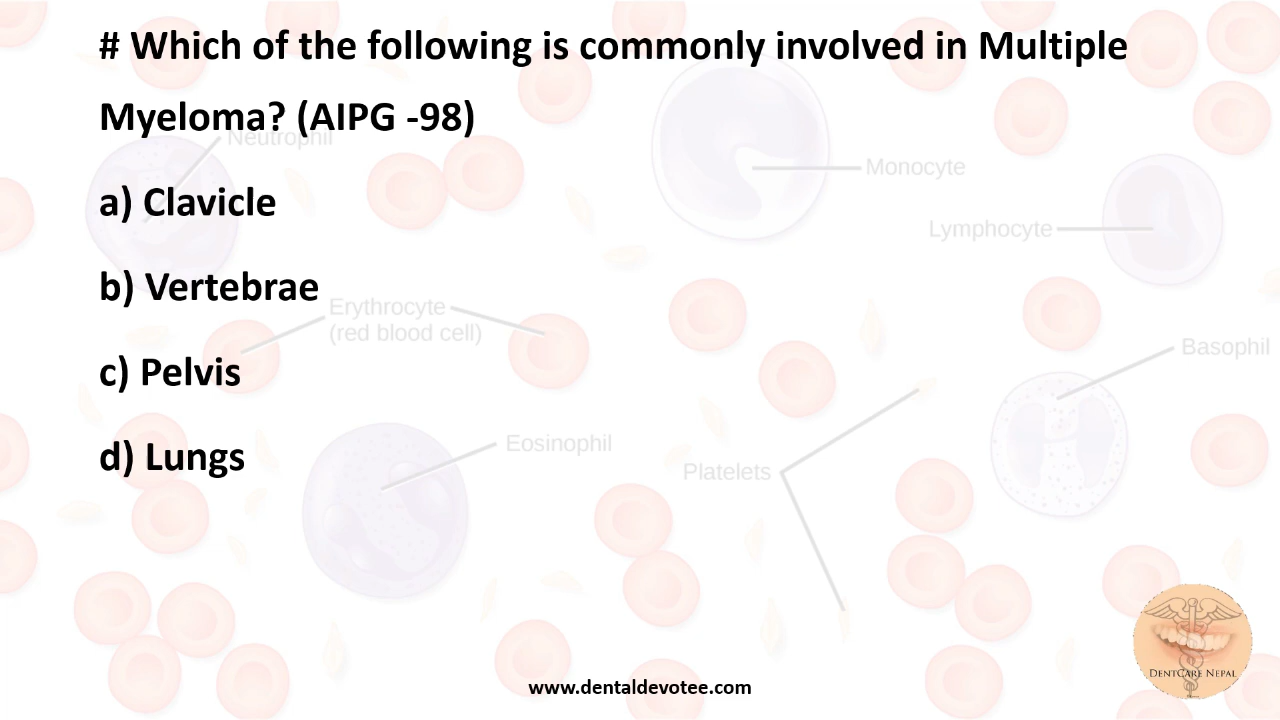 # Which of the following is commonly involved in Multiple
Myeloma? (AIPG -98)
Neutrophil
Monocyte
a) Clavicle
Lymphocyte
b) Vertebrae
Erythrocyte
(red blood cell)
Basophil
c) Pelvis
Eosinophil
d) Lungs
Platelets
DENTCARE NEPAL
www.dentaldevotee.com